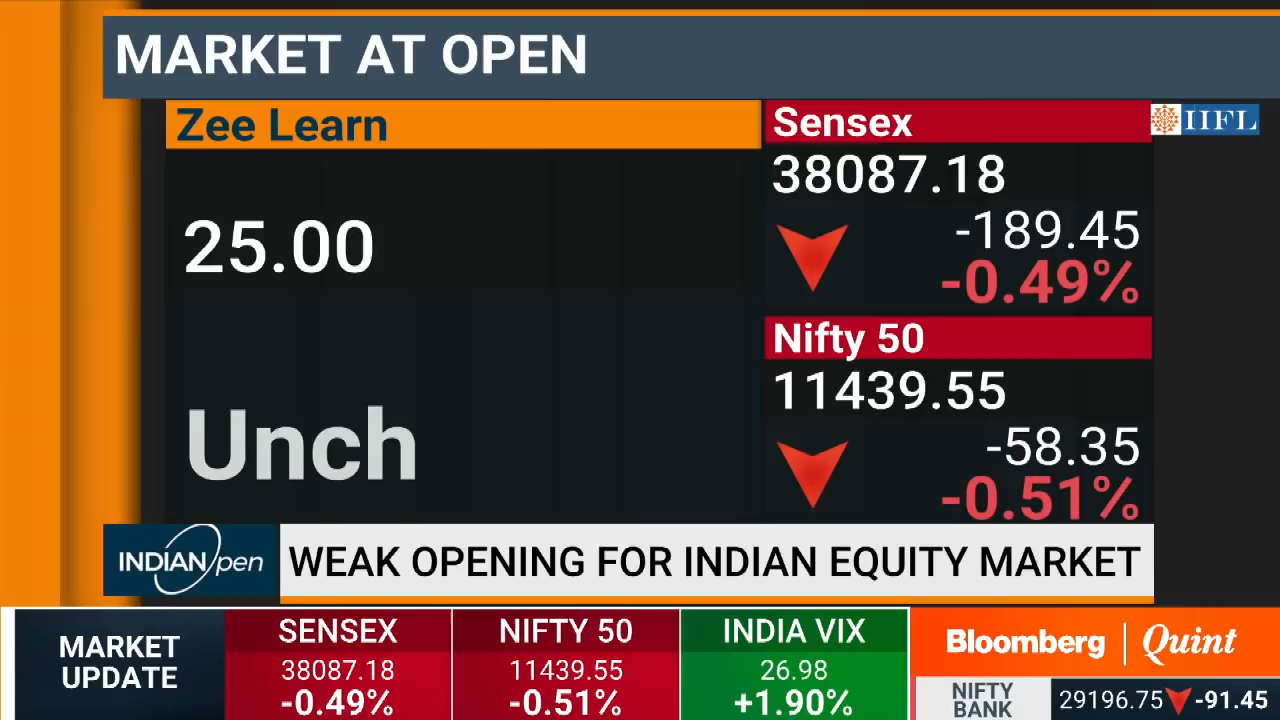 MARKET AT OPEN
Zee Learn
25.00
Unch
Sensex
38087.18
-189.45
-0.49%
Nifty 50
11439.55
-58.35
-0.51%
IIFL
INDIAN Open
WEAK OPENING FOR INDIAN EQUITY MARKET
MARKET
UPDATE
SENSEX
38087.18
-0.49%
NIFTY 50
11439.55
-0.51%
INDIA VIX
26.98
+1.90%
Bloomberg | Quint
NIFTY
BANK
29196.75 -91.45